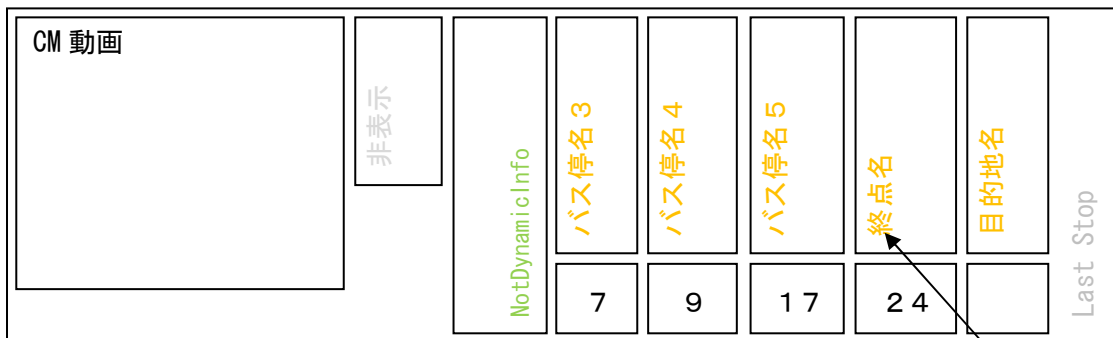 CM 動画
非表示
NotDynamicInfo
バス停名３
バス停名４
バス停名５
終点名
目的地名
Last Stop
７
９
１７
２４